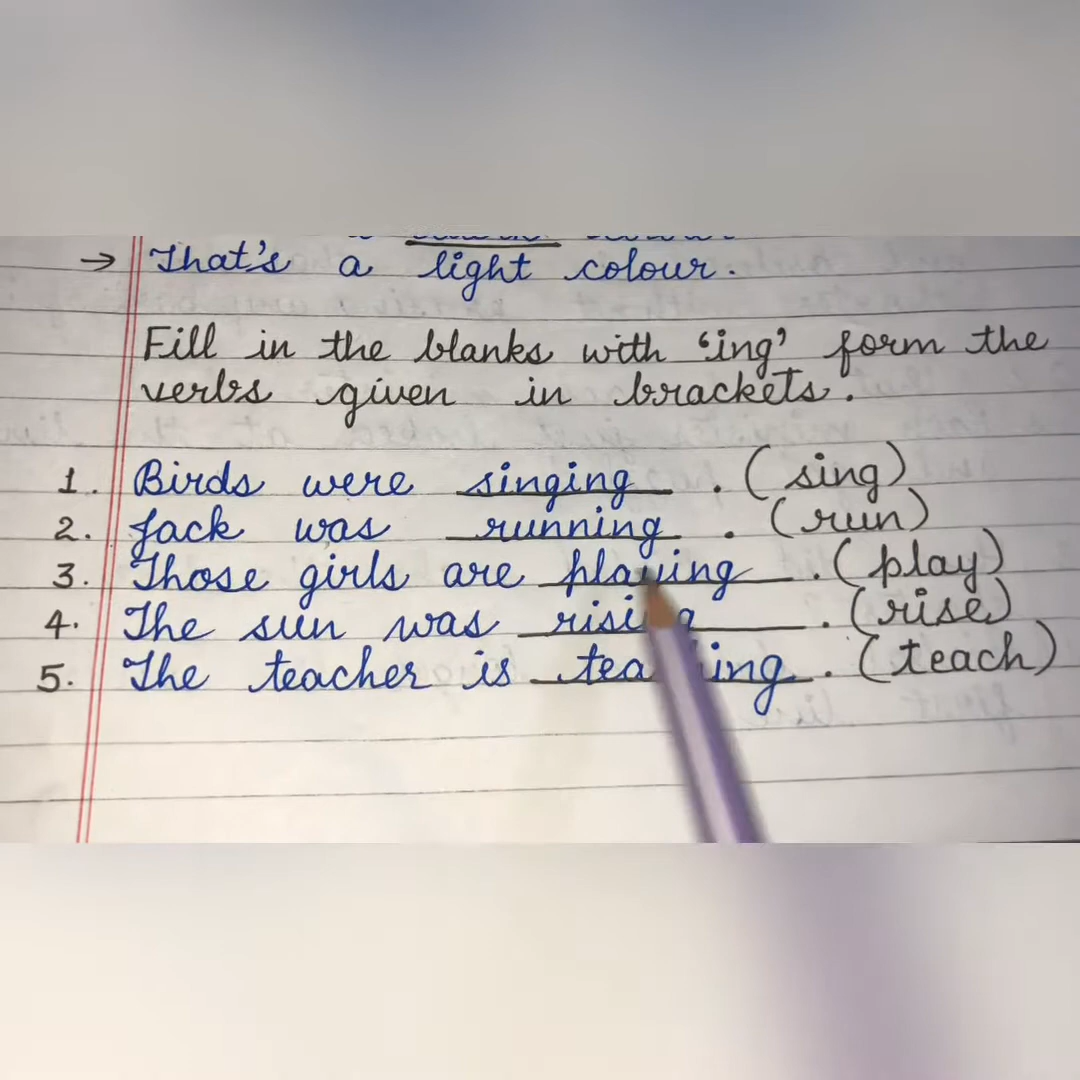 → That's a light colour.
Fill in the blanks with 'ing' form the
verbs given in brackets.
1. Birds were singing. (sing)
2. Jack was running. (run)
3. Those girls are playing. (play)
4. The sun was rising. (rise)
5. The teacher is teaching. (teach)